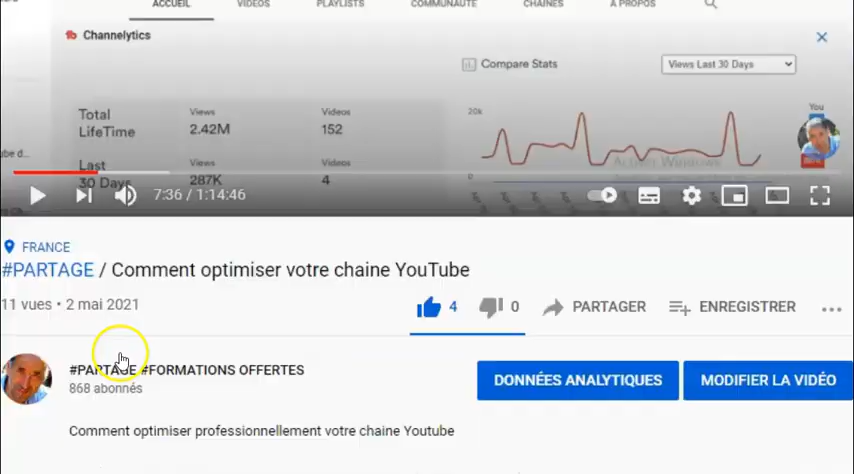 ACCUEIL VIDÉOS PLAYLISTS COMMUNAUTÉ CHAÎNES À PROPOS
Channelytics
Compare Stats Views Last 30 Days
Total LifeTime
Views
2.42M
Videos
152
20k
You
Last 30 Days
Views
287K
Videos
4
0
Activer Windows
7:36 / 1:14:46
FRANCE
#PARTAGE / Comment optimiser votre chaine YouTube
11 vues • 2 mai 2021
4 0 PARTAGER ENREGISTRER
#PARTAGE #FORMATIONS OFFERTES
868 abonnés
DONNÉES ANALYTIQUES MODIFIER LA VIDÉO
Comment optimiser professionnellement votre chaine Youtube